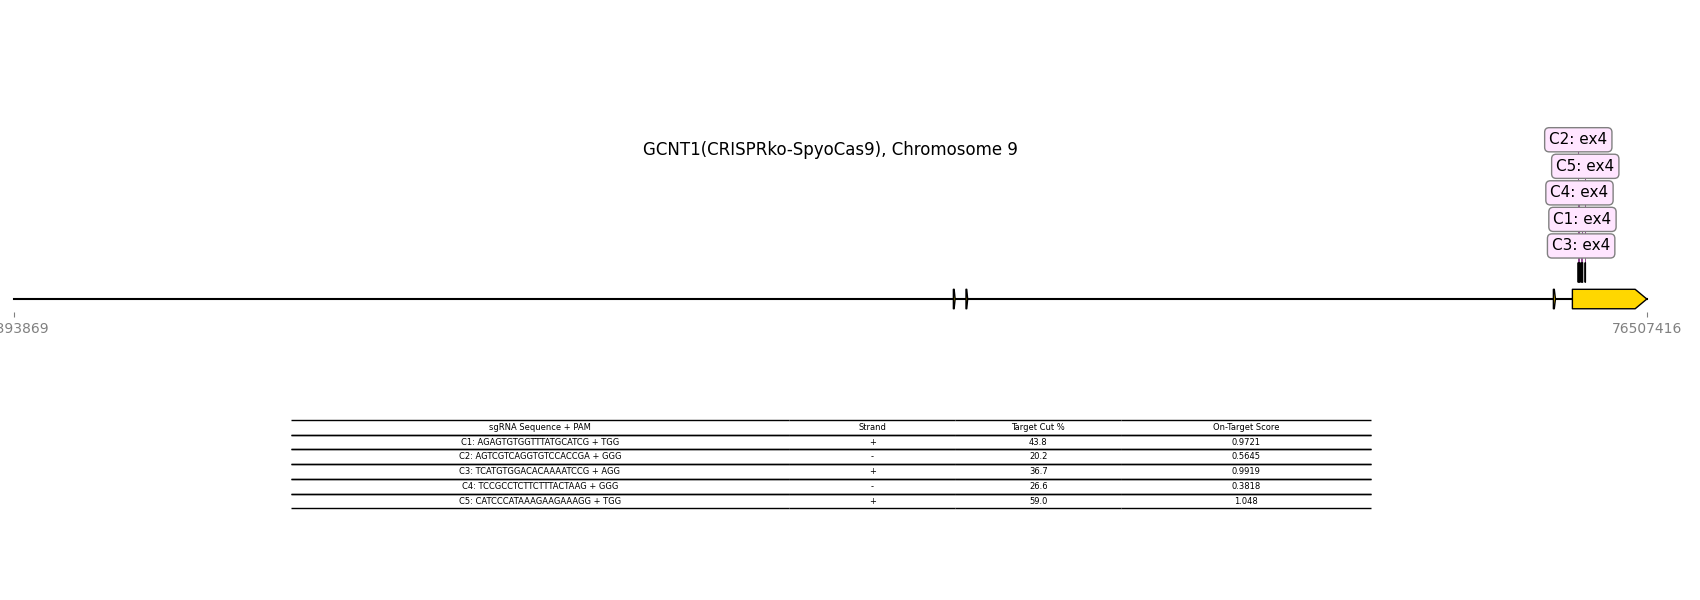 C2: ex4
GCNT1(CRISPRko-SpyoCas9), Chromosome 9
C5: ex4
C4: ex4
C1: ex4
C3: ex4
393869 76507416
sgRNA Sequence + PAM Strand Target Cut % On-Target Score
C1: AGAGTGTGGTTTATGCATCG + TGG + 43.8 0.9721
C2: AGTCGTCAGGTGTCCACCGA + GGG - 20.2 0.5645
C3: TCATGTGGACACAAAATCCG + AGG + 36.7 0.9919
C4: TCCGCCTCTTCTTTACTAAG + GGG - 26.6 0.3818
C5: CATCCCATAAAGAAGAAAGG + TGG + 59.0 1.048